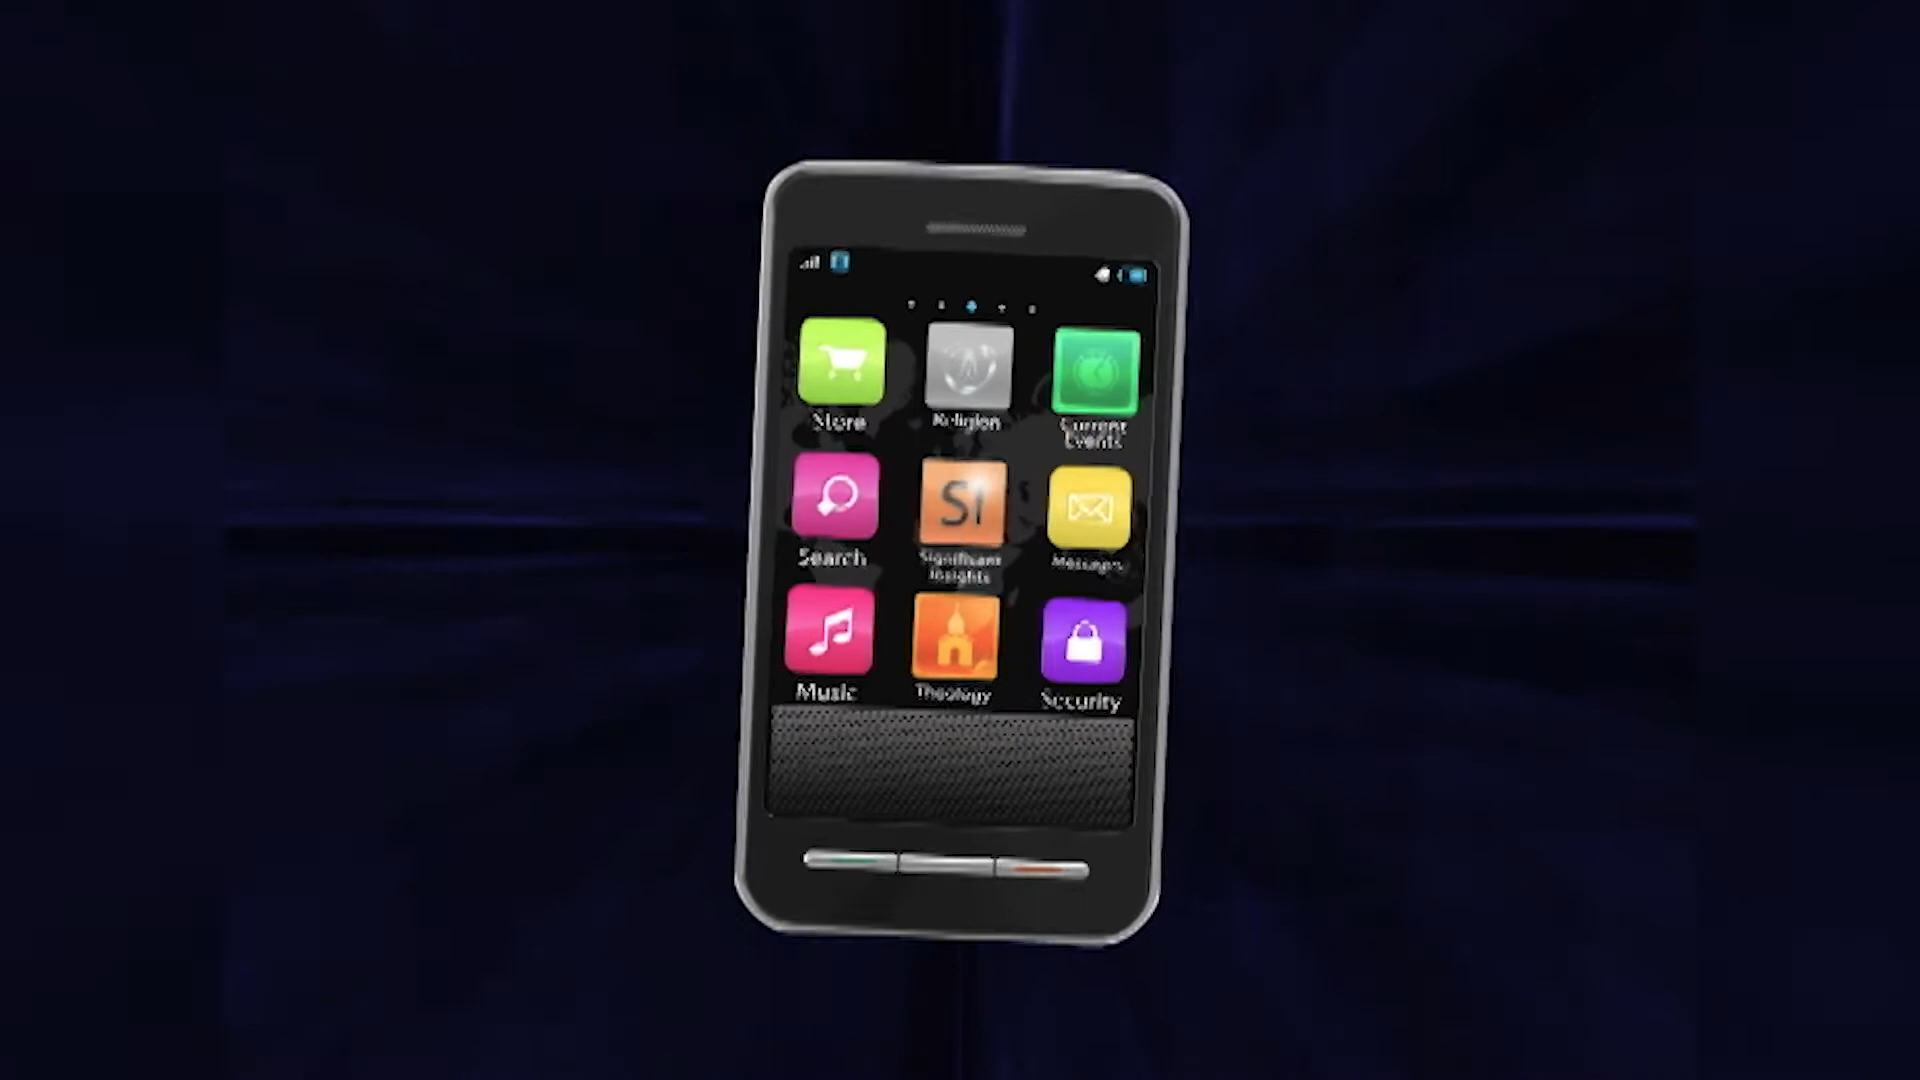 Store
Religion
Current
Events
Search
SI
Significant
Insights
Messages
Music
Theology
Security